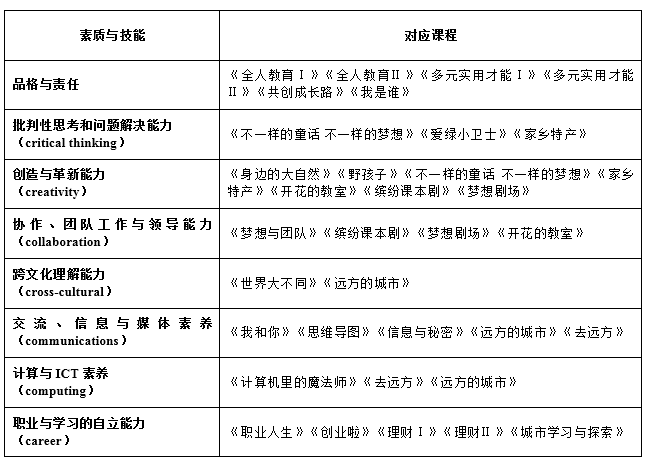 素质与技能
对应课程
品格与责任
《全人教育Ⅰ》《全人教育Ⅱ》《多元实用才能Ⅰ》《多元实用才能
Ⅱ》《共创成长路》《我是谁》
批判性思考和问题解决能力
（critical thinking）
《不一样的童话 不一样的梦想》《爱绿小卫士》《家乡特产》
创造与革新能力
（creativity）
《身边的大自然》《野孩子》《不一样的童话 不一样的梦想》《家乡
特产》《开花的教室》《缤纷课本剧》《梦想剧场》
协作、团队工作与领导能力
（collaboration）
《梦想与团队》《缤纷课本剧》《梦想剧场》《开花的教室》
跨文化理解能力
（cross-cultural）
《世界大不同》《远方的城市》
交流、信息与媒体素养
（communications）
《我和你》《思维导图》《信息与秘密》《远方的城市》《去远方》
计算与 ICT 素养
（computing）
《计算机里的魔法师》《去远方》《远方的城市》
职业与学习的自立能力
（career）
《职业人生》《创业啦》《理财Ⅰ》《理财Ⅱ》《城市学习与探索》